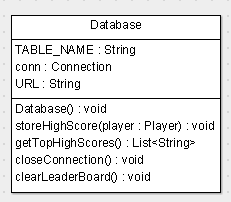 Database
TABLE_NAME : String
conn : Connection
URL : String
Database() : void
storeHighScore(player : Player) : void
getTopHighScores() : List<String>
closeConnection() : void
clearLeaderBoard() : void